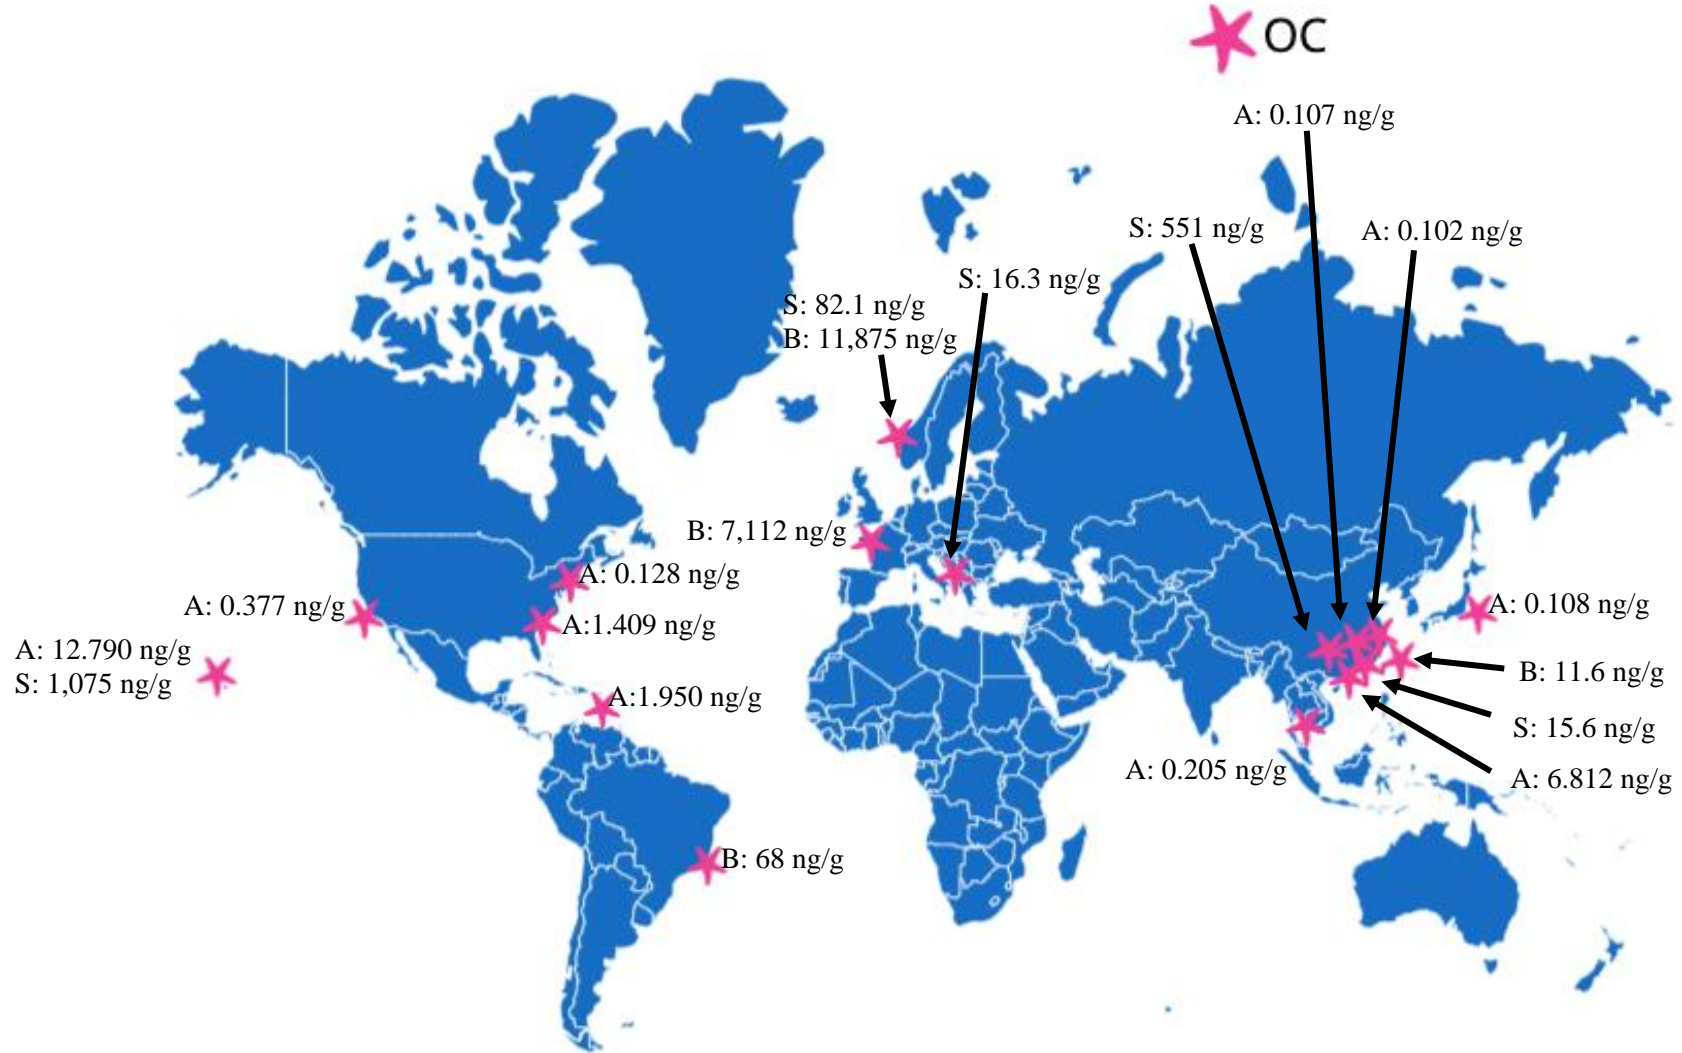 OC
A: 0.107 ng/g
S: 551 ng/g
A: 0.102 ng/g
S: 16.3 ng/g
S: 82.1 ng/g
B: 11,875 ng/g
B: 7,112 ng/g
A: 0.128 ng/g
A: 0.377 ng/g
A:1.409 ng/g
A: 0.108 ng/g
A: 12.790 ng/g
S: 1,075 ng/g
B: 11.6 ng/g
A:1.950 ng/g
S: 15.6 ng/g
A: 0.205 ng/g
A: 6.812 ng/g
B: 68 ng/g